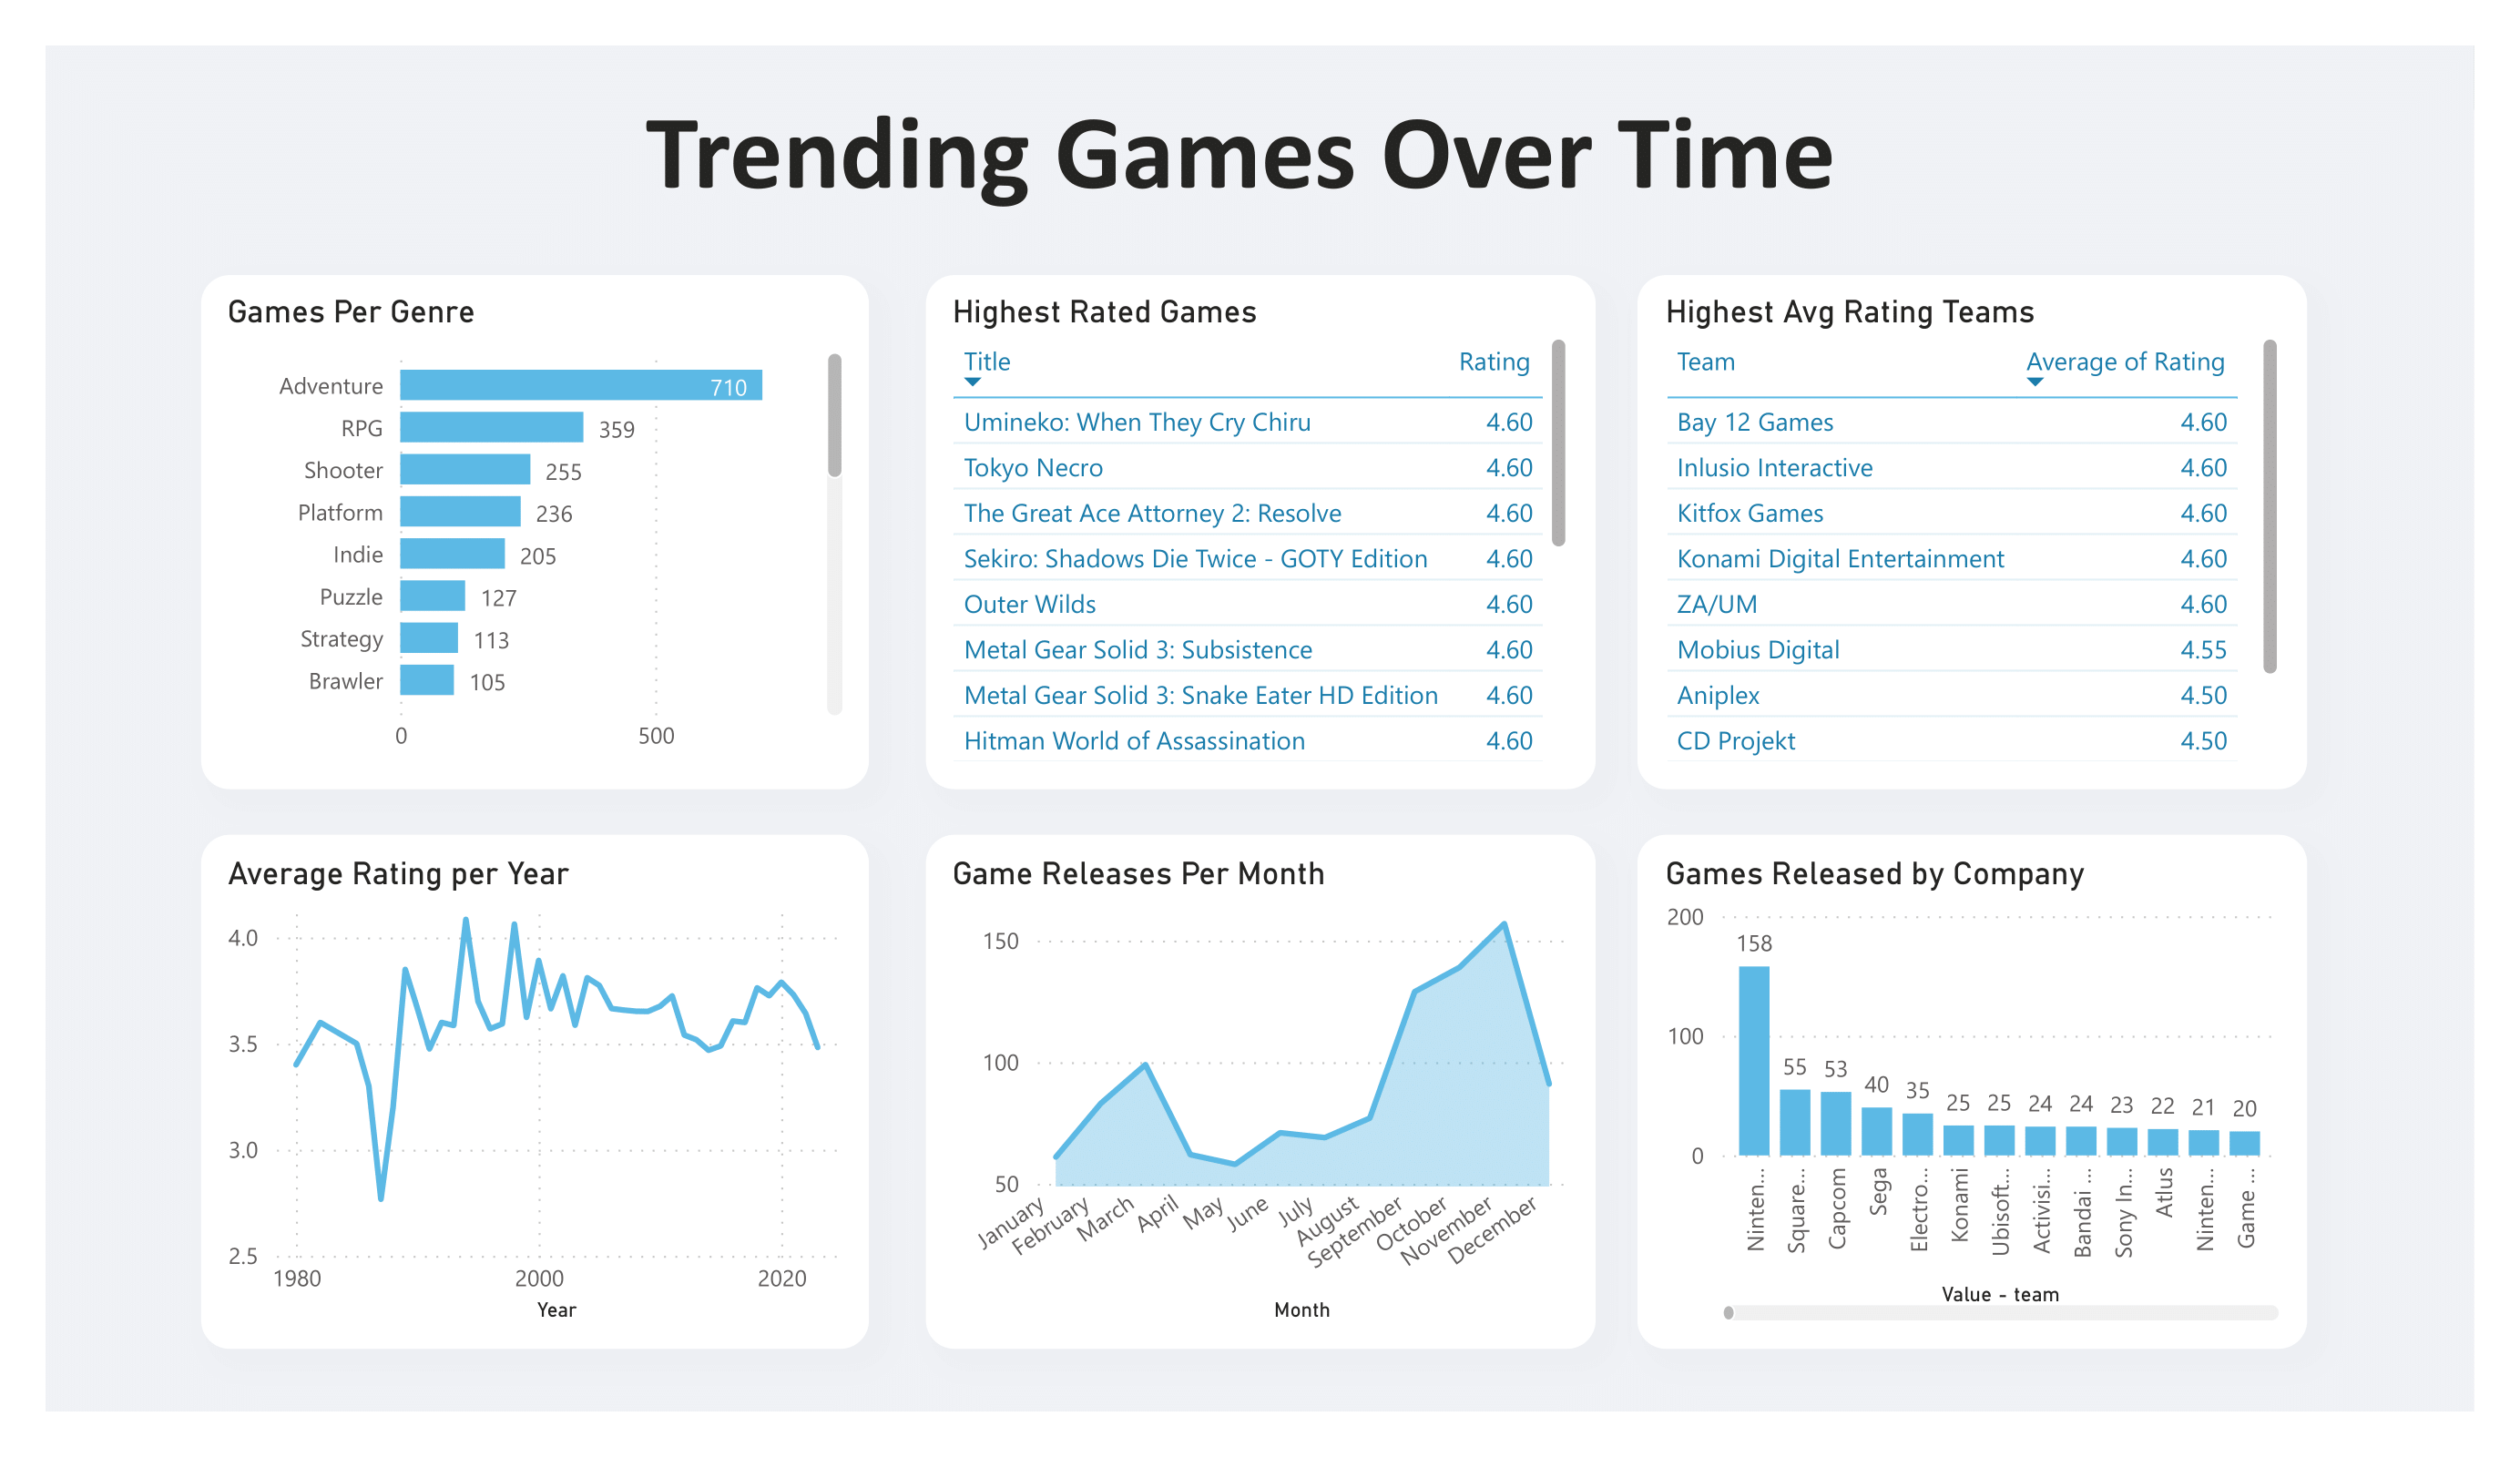 Trending Games Over Time
Games Per Genre
Adventure 710
RPG 359
Shooter 255
Platform 236
Indie 205
Puzzle 127
Strategy 113
Brawler 105
0 500
Highest Rated Games
Title Rating
Umineko: When They Cry Chiru 4.60
Tokyo Necro 4.60
The Great Ace Attorney 2: Resolve 4.60
Sekiro: Shadows Die Twice - GOTY Edition 4.60
Outer Wilds 4.60
Metal Gear Solid 3: Subsistence 4.60
Metal Gear Solid 3: Snake Eater HD Edition 4.60
Hitman World of Assassination 4.60
Highest Avg Rating Teams
Team Average of Rating
Bay 12 Games 4.60
Inlusio Interactive 4.60
Kitfox Games 4.60
Konami Digital Entertainment 4.60
ZA/UM 4.60
Mobius Digital 4.55
Aniplex 4.50
CD Projekt 4.50
Average Rating per Year
4.0
3.5
3.0
2.5
1980 2000 2020
Year
Game Releases Per Month
150
100
50
January February March April May June July August September October November December
Month
Games Released by Company
200
100
0
158 55 53 40 35 25 25 24 24 23 22 21 20
Ninten... Square... Capcom Sega Electro... Konami Ubisoft... Activisi... Bandai ... Sony In... Atlus Ninten... Game ...
Value - team